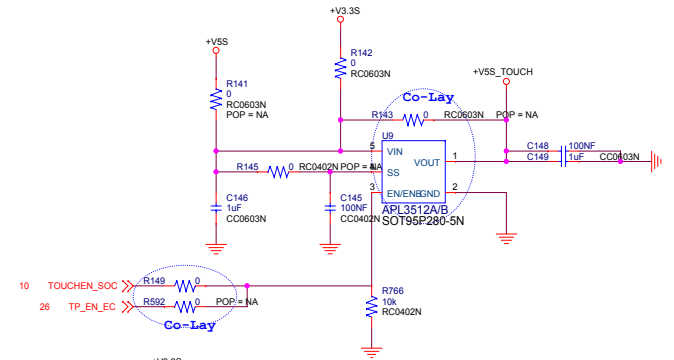 +V3.3S
+V5S
R142
0
RC0603N
+V5S_TOUCH
R141
0
RC0603N
POP = NA
Co-Lay
R143 0 RC0603N POP = NA
U9
5 VIN
VOUT 1
C148 100NF
C149 1uF CC0603N
R145 0 RC0402N POP = NA
SS
3 EN/ENB
GND 2
C146
1uF
CC0603N
C145
100NF
CC0402N
APL3512A/B
SOT95P280-5N
10 TOUCHEN_SOC R149 0
26 TP_EN_EC R592 0 POP = NA
Co-Lay
R766
10k
RC0402N